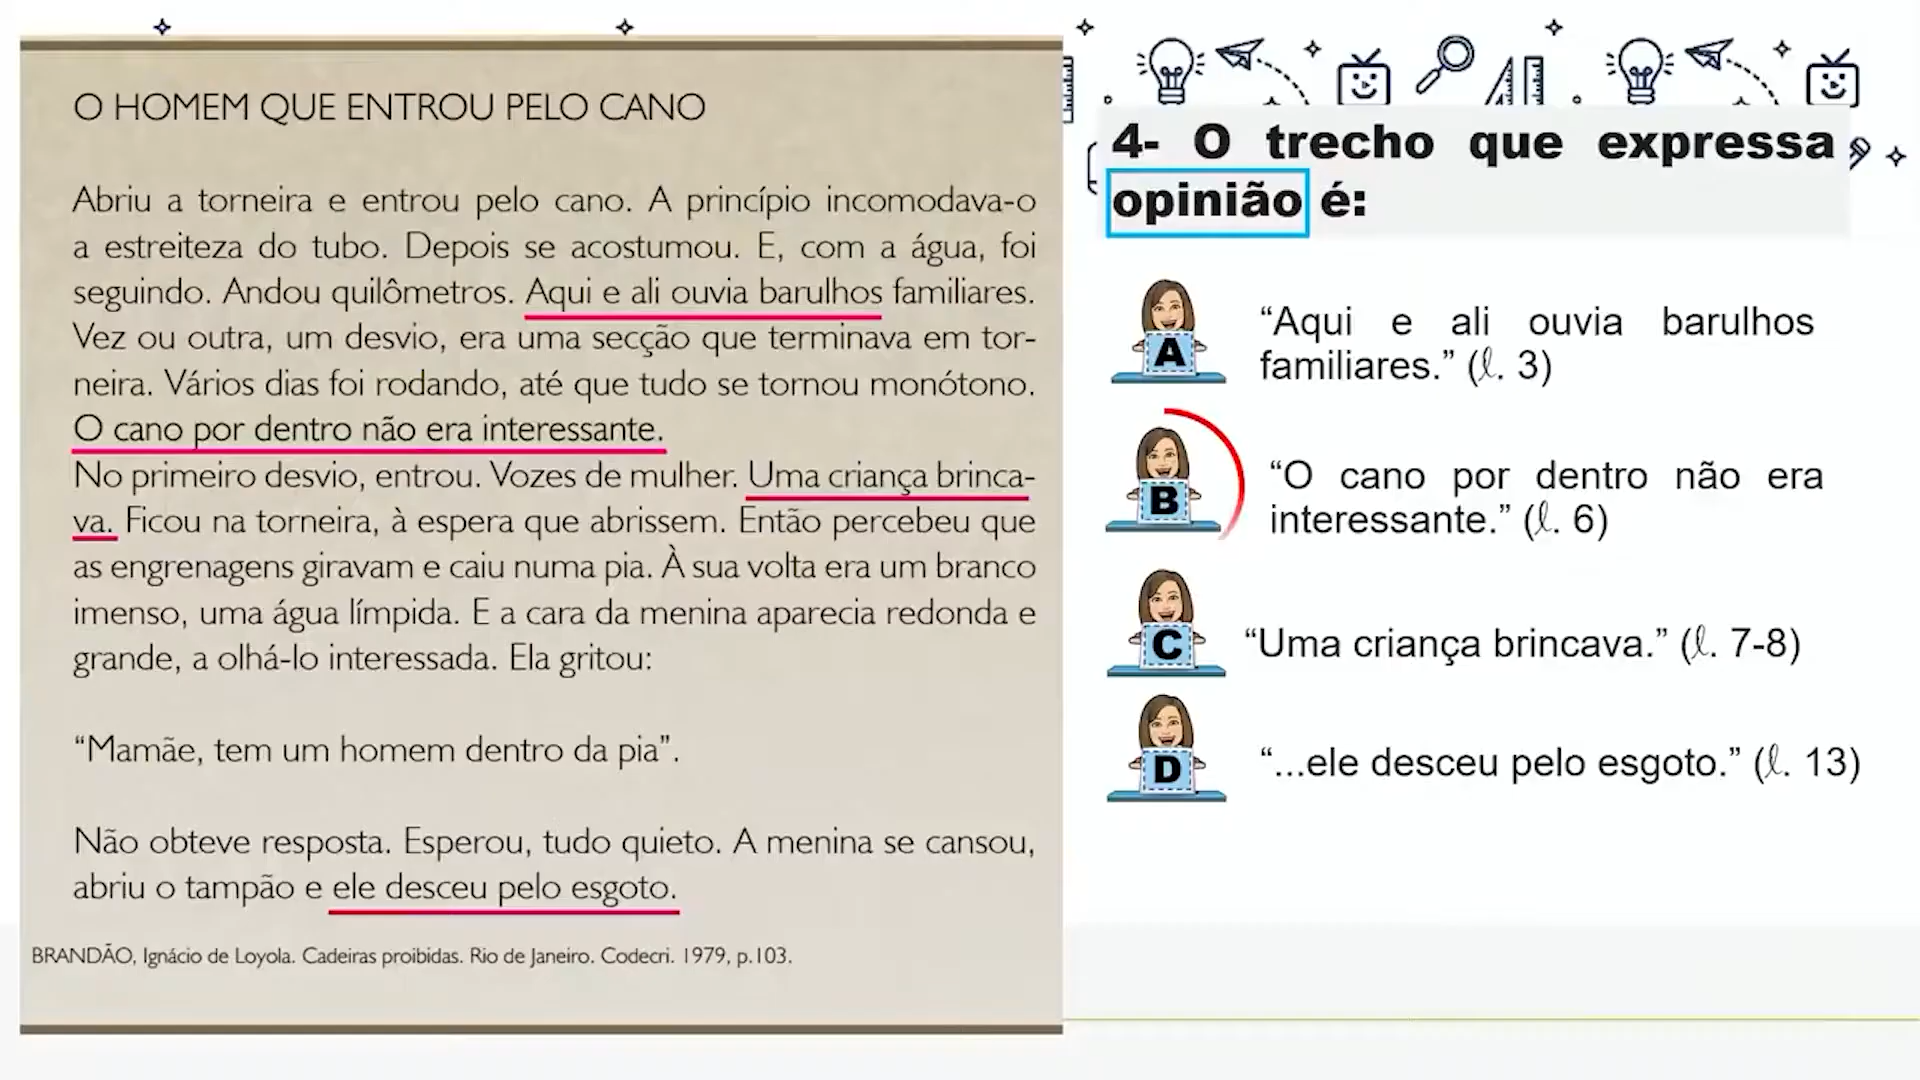 O HOMEM QUE ENTROU PELO CANO
Abriu a torneira e entrou pelo cano. A princípio incomodava-o
a estreiteza do tubo. Depois se acostumou. E, com a água, foi
seguindo. Andou quilômetros. Aqui e ali ouvia barulhos familiares.
Vez ou outra, um desvio, era uma secção que terminava em tor-
neira. Vários dias foi rodando, até que tudo se tornou monótono.
O cano por dentro não era interessante.
No primeiro desvio, entrou. Vozes de mulher. Uma criança brinca-
va. Ficou na torneira, à espera que abrissem. Então percebeu que
as engrenagens giravam e caiu numa pia. À sua volta era um branco
imenso, uma água límpida. E a cara da menina aparecia redonda e
grande, a olhá-lo interessada. Ela gritou:
“Mamãe, tem um homem dentro da pia”.
Não obteve resposta. Esperou, tudo quieto. A menina se cansou,
abriu o tampão e ele desceu pelo esgoto.
BRANDÃO, Ignácio de Loyola. Cadeiras proibidas. Rio de Janeiro. Codecri. 1979, p.103.
4- O trecho que expressa
opinião é:
A
“Aqui e ali ouvia barulhos
familiares.” (l. 3)
B
“O cano por dentro não era
interessante.” (l. 6)
C
“Uma criança brincava.” (l. 7-8)
D
“...ele desceu pelo esgoto.” (l. 13)